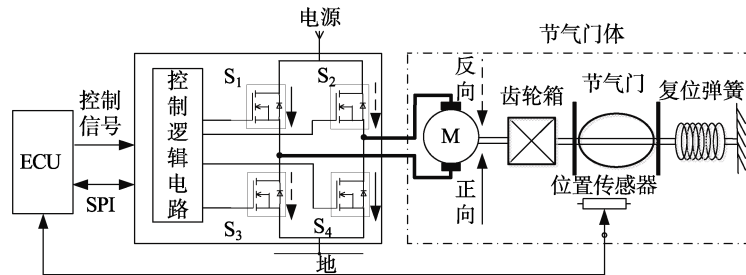 电源
节气门体
控制逻辑电路
S1
S2
反向
齿轮箱
节气门
复位弹簧
控制
信号
M
ECU
SPI
正向
位置传感器
S3
S4
地